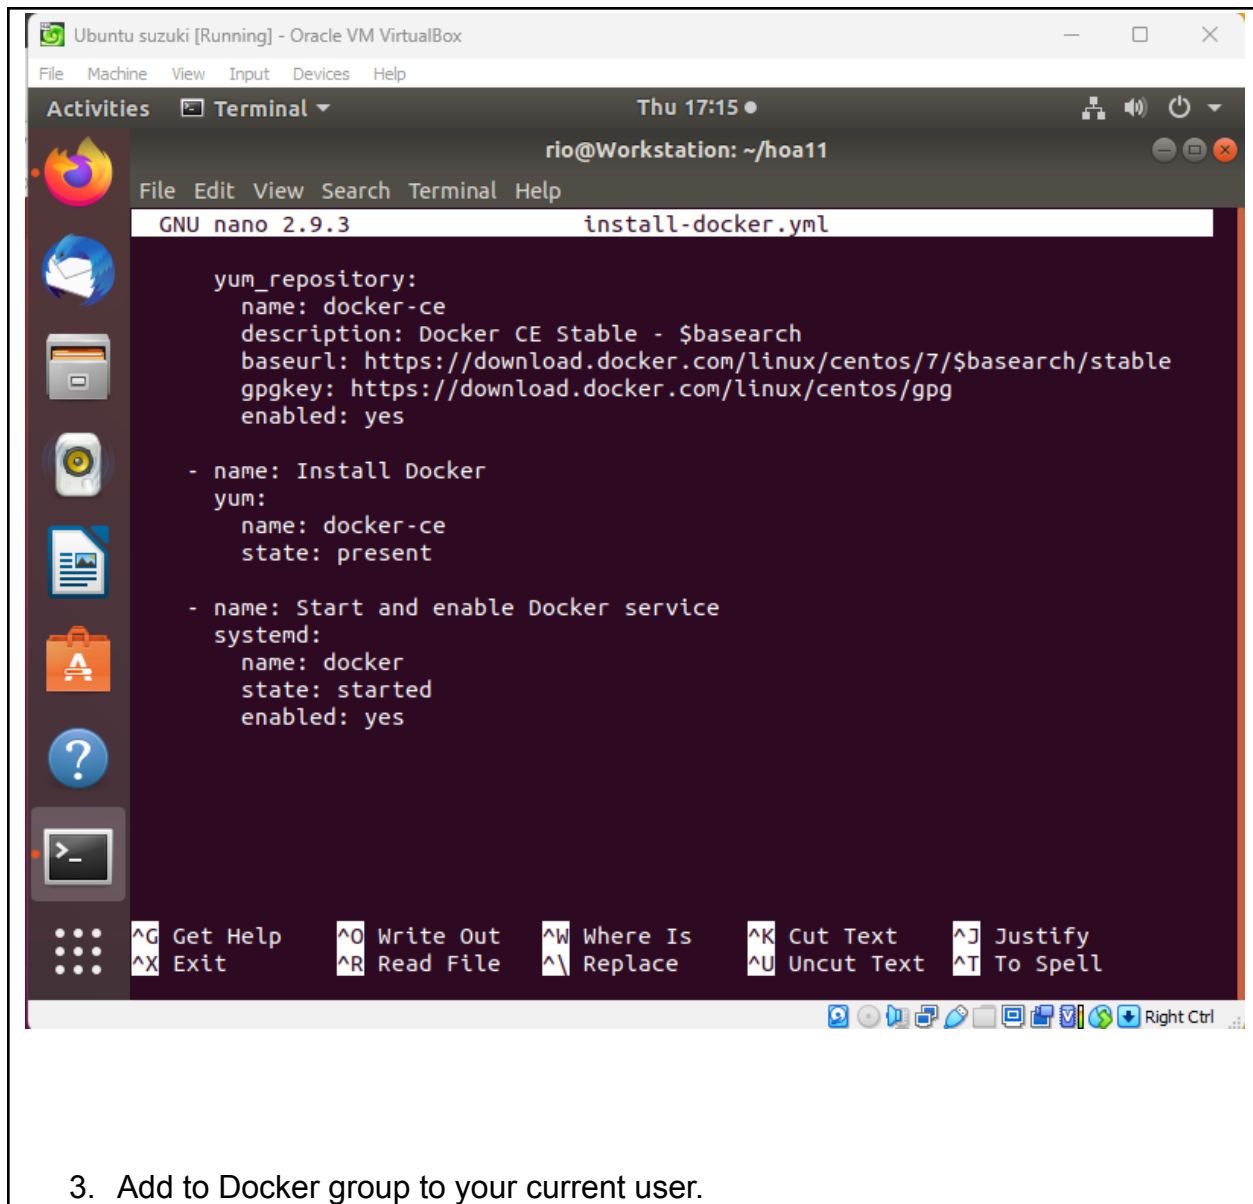 Ubuntu suzuki [Running] - Oracle VM VirtualBox
File Machine View Input Devices Help
Activities Terminal Thu 17:15
rio@Workstation: ~/hoa11
File Edit View Search Terminal Help
GNU nano 2.9.3 install-docker.yml
yum_repository:
name: docker-ce
description: Docker CE Stable - $basearch
baseurl: https://download.docker.com/linux/centos/7/$basearch/stable
gpgkey: https://download.docker.com/linux/centos/gpg
enabled: yes
- name: Install Docker
yum:
name: docker-ce
state: present
- name: Start and enable Docker service
systemd:
name: docker
state: started
enabled: yes
^G Get Help ^O Write Out ^W Where Is ^K Cut Text ^J Justify
^X Exit ^R Read File ^\ Replace ^U Uncut Text ^T To Spell
Right Ctrl
3. Add to Docker group to your current user.